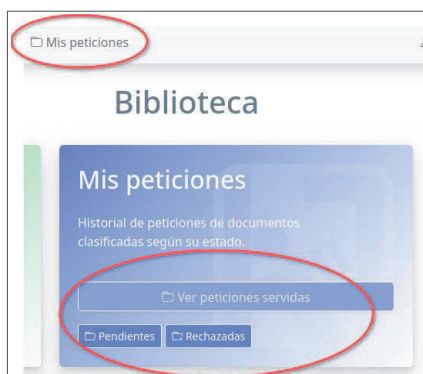 Mis peticiones
Biblioteca
Mis peticiones
Historial de peticiones de documentos
clasificadas según su estado.
Ver peticiones servidas
Pendientes Rechazadas